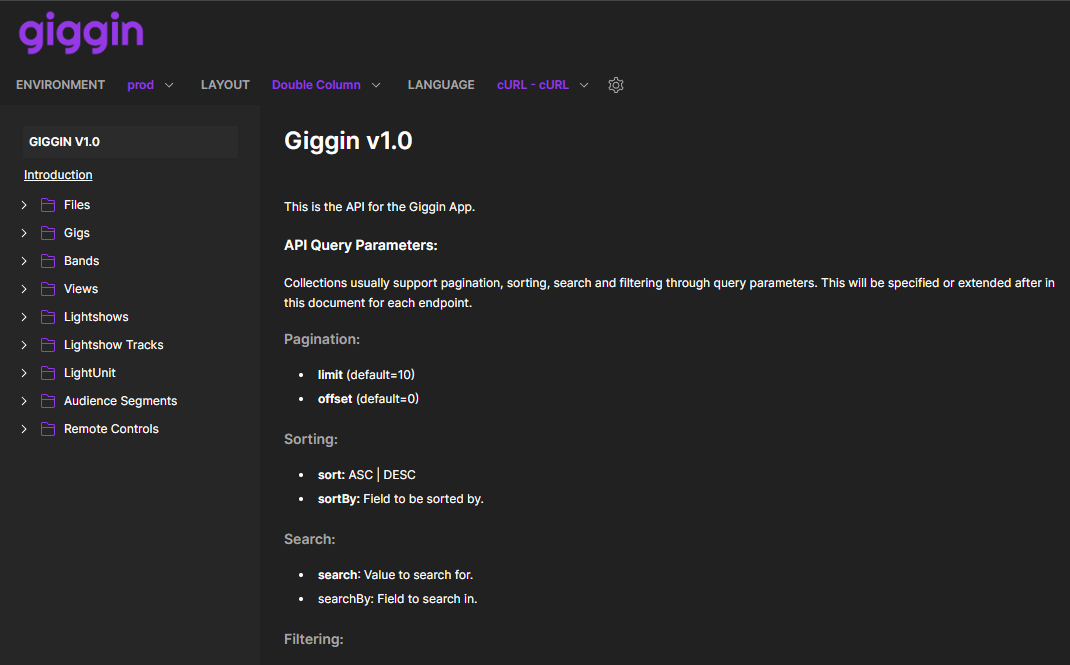 giggin
ENVIRONMENT prod LAYOUT Double Column LANGUAGE cURL - cURL
GIGGIN V1.0
Introduction
Files
Gigs
Bands
Views
Lightshows
Lightshow Tracks
LightUnit
Audience Segments
Remote Controls
Giggin v1.0
This is the API for the Giggin App.
API Query Parameters:
Collections usually support pagination, sorting, search and filtering through query parameters. This will be specified or extended after in
this document for each endpoint.
Pagination:
• limit (default=10)
• offset (default=0)
Sorting:
• sort: ASC | DESC
• sortBy: Field to be sorted by.
Search:
• search: Value to search for.
• searchBy: Field to search in.
Filtering: